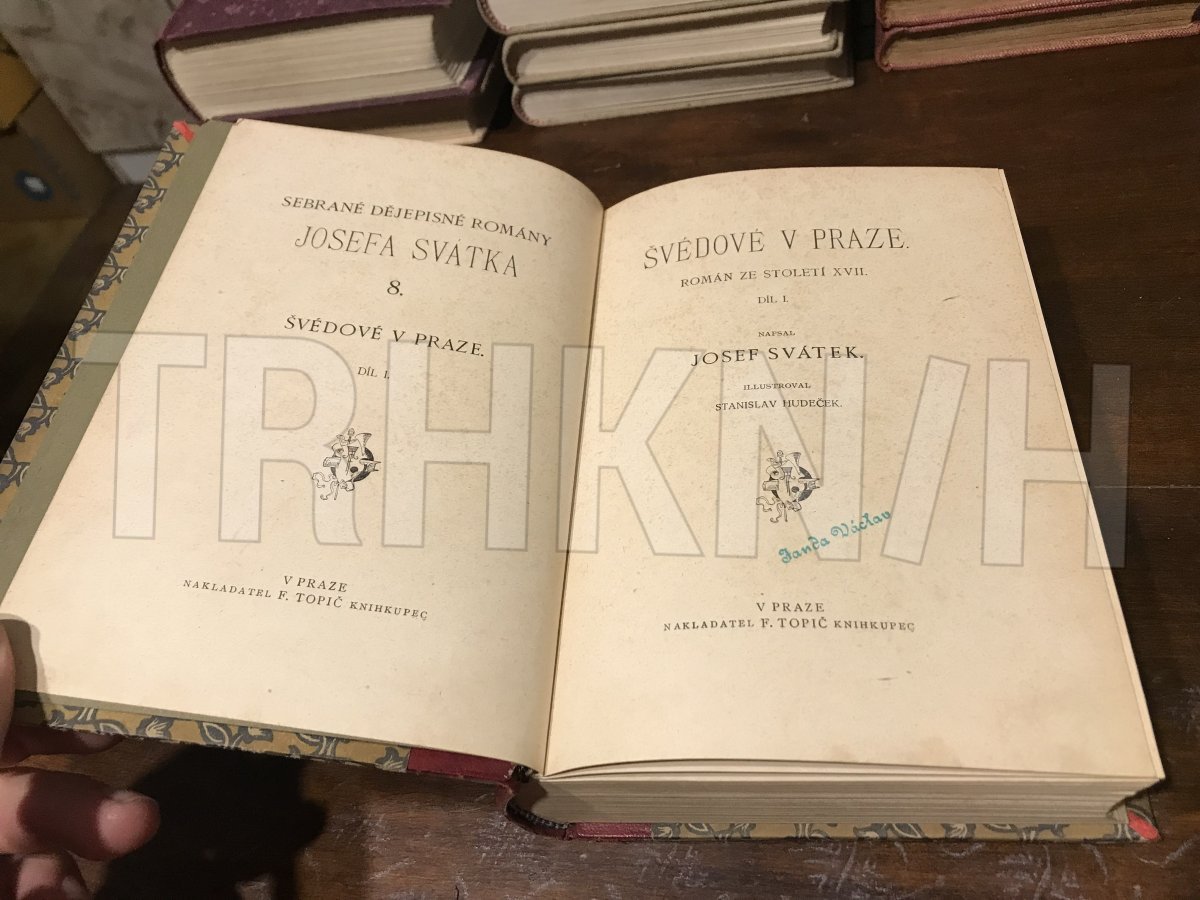 SEBRANÉ DĚJEPISNÉ ROMÁNY
JOSEFA SVÁTKA
8.
ŠVÉDOVÉ V PRAZE.
DÍL I.
V PRAZE
NAKLADATEL F. TOPIČ KNIHKUPEC
ŠVÉDOVÉ V PRAZE.
ROMÁN ZE STOLETÍ XVII.
DÍL I.
NAPSAL
JOSEF SVÁTEK.
ILLUSTROVAL
STANISLAV HUDEČEK.
Janda Václav
V PRAZE
NAKLADATEL F. TOPIČ KNIHKUPEC
TRHKNIH